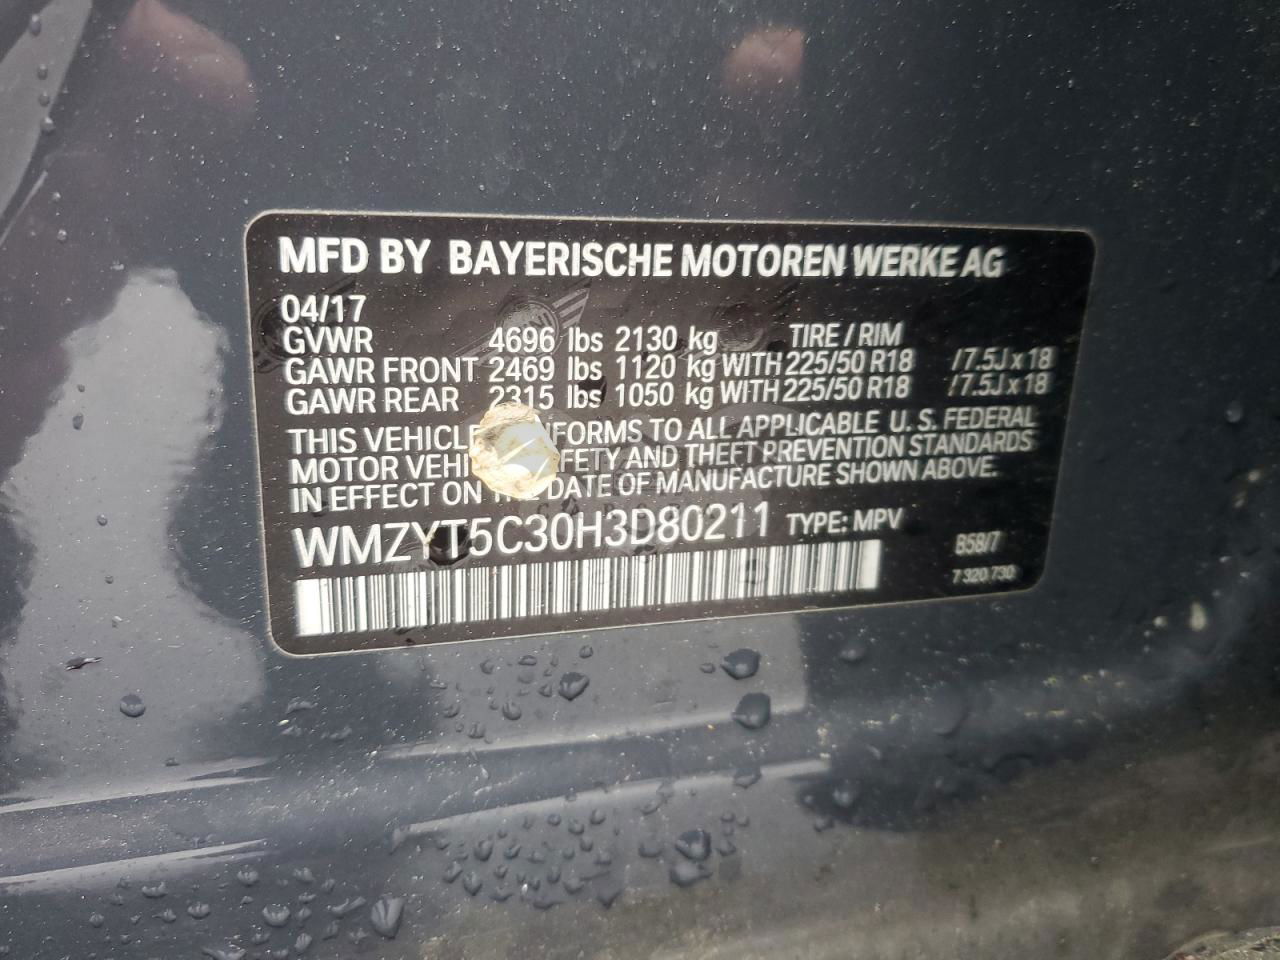 MFD BY BAYERISCHE MOTOREN WERKE AG
04/17
GVWR 4696 lbs 2130 kg TIRE / RIM
GAWR FRONT 2469 lbs 1120 kg WITH 225/50 R18 /7.5J x 18
GAWR REAR 2315 lbs 1050 kg WITH 225/50 R18 /7.5J x 18
THIS VEHICLE NFORMS TO ALL APPLICABLE U. S. FEDERAL
MOTOR VEHI FETY AND THEFT PREVENTION STANDARDS
IN EFFECT ON THE DATE OF MANUFACTURE SHOWN ABOVE.
WMZYT5C30H3D80211 TYPE: MPV
B58/7
7 320 730